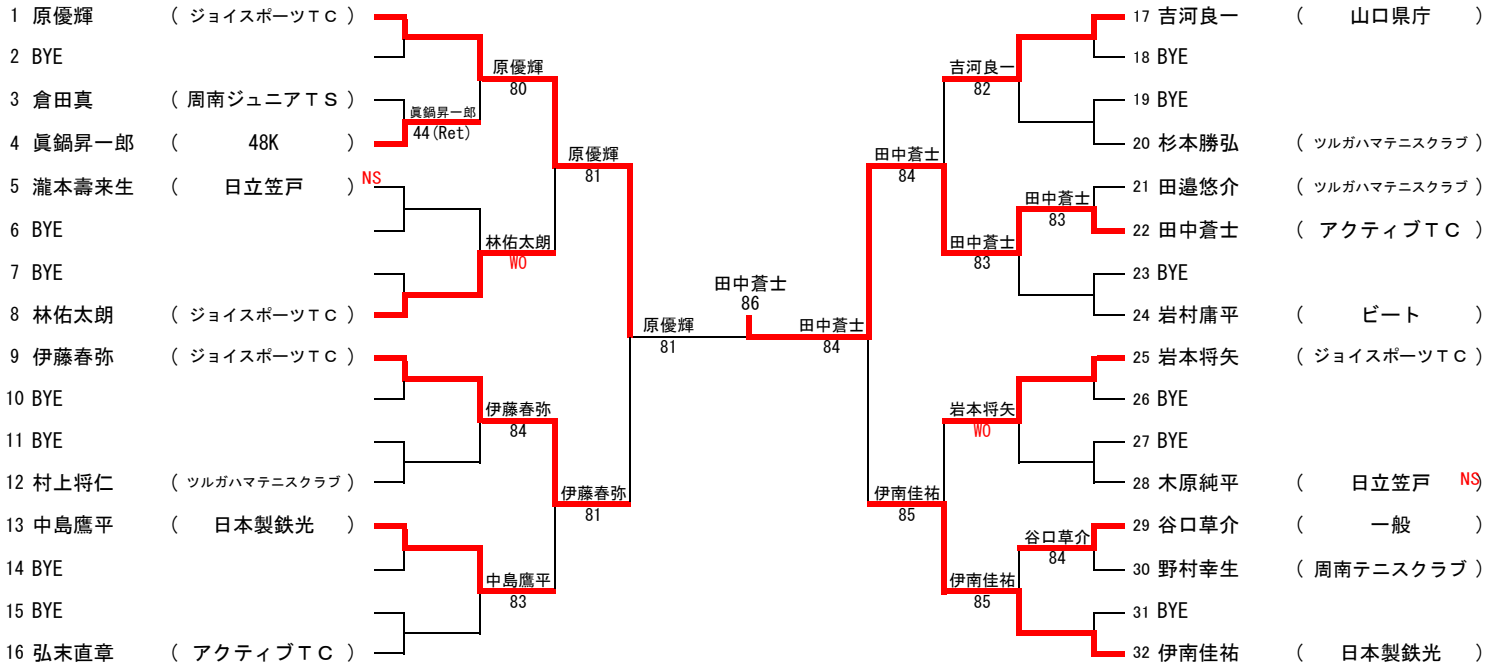 1 原優輝 ( ジョイスポーツTC )
2 BYE
3 倉田真 ( 周南ジュニアTS )
4 眞鍋昇一郎 ( 48K )
5 瀧本壽来生 ( 日立笠戸 ) NS
6 BYE
7 BYE
8 林佑太朗 ( ジョイスポーツTC )
9 伊藤春弥 ( ジョイスポーツTC )
10 BYE
11 BYE
12 村上将仁 ( ツルガハマテニスクラブ )
13 中島鷹平 ( 日本製鉄光 )
14 BYE
15 BYE
16 弘末直章 ( アクティブTC )
眞鍋昇一郎
44(Ret)
原優輝
80
林佑太朗
WO
伊藤春弥
84
中島鷹平
83
原優輝
81
伊藤春弥
81
原優輝
81
田中蒼士
86
田中蒼士
84
田中蒼士
84
伊南佳祐
85
吉河良一
82
田中蒼士
83
岩本将矢
WO
伊南佳祐
85
田中蒼士
83
谷口草介
84
17 吉河良一 ( 山口県庁 )
18 BYE
19 BYE
20 杉本勝弘 ( ツルガハマテニスクラブ )
21 田邉悠介 ( ツルガハマテニスクラブ )
22 田中蒼士 ( アクティブTC )
23 BYE
24 岩村庸平 ( ビート )
25 岩本将矢 ( ジョイスポーツTC )
26 BYE
27 BYE
28 木原純平 ( 日立笠戸 NS )
29 谷口草介 ( 一般 )
30 野村幸生 ( 周南テニスクラブ )
31 BYE
32 伊南佳祐 ( 日本製鉄光 )